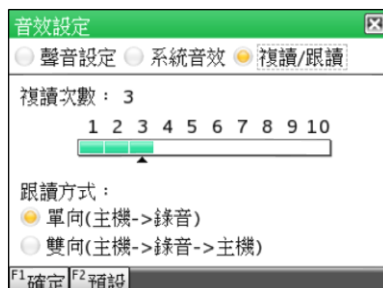 音效設定
聲音設定 系統音效 複讀/跟讀
複讀次數： 3
1 2 3 4 5 6 7 8 9 10
跟讀方式：
單向(主機->錄音)
雙向(主機->錄音->主機)
F1確定 F2預設